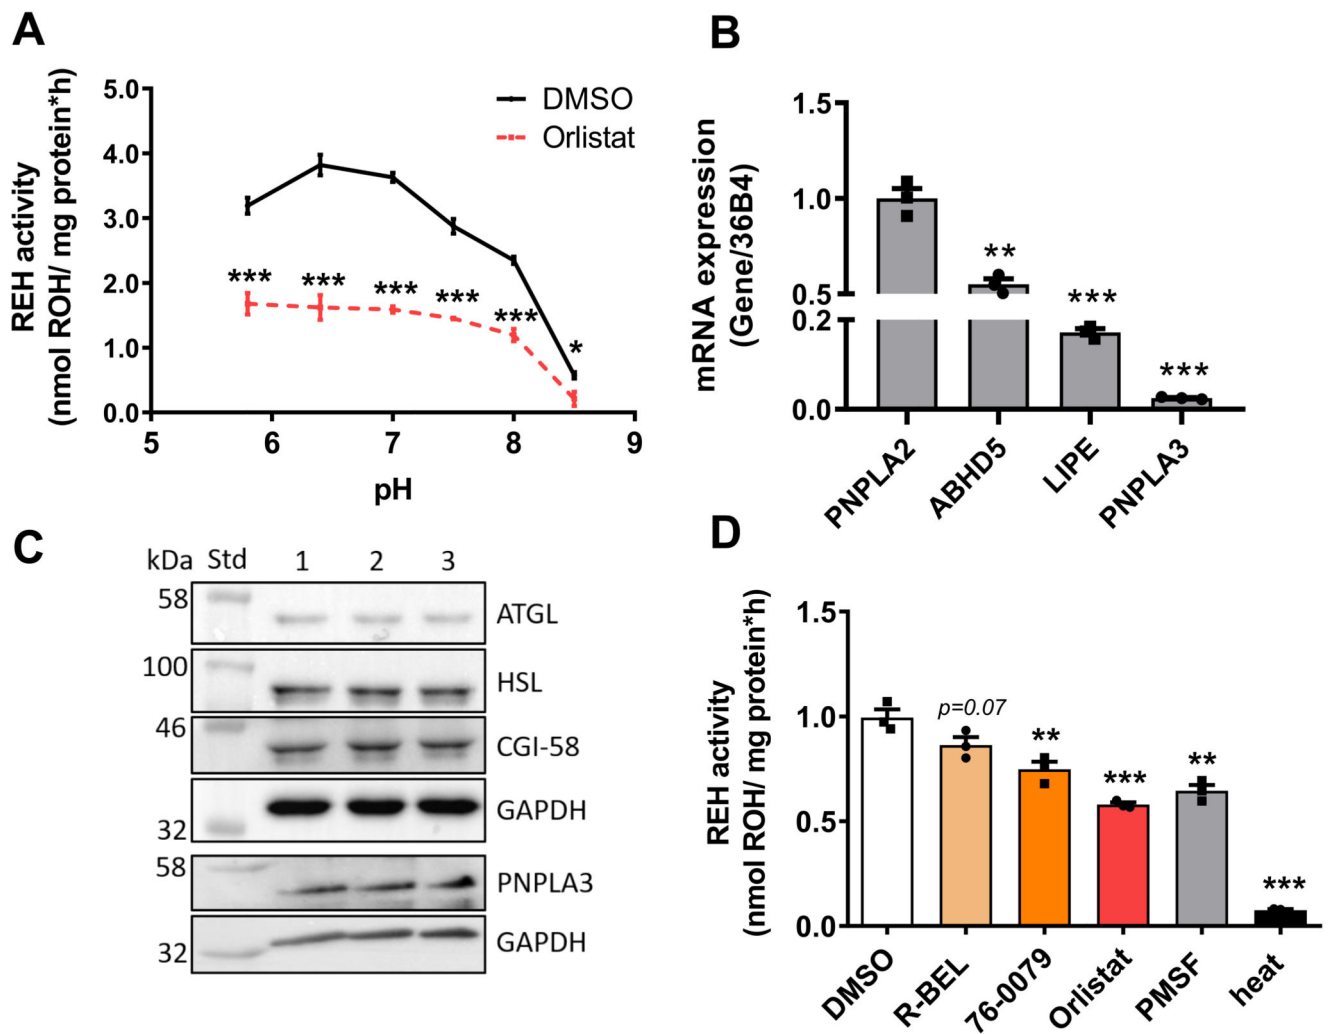 A
REH activity
(nmol ROH/ mg protein*h)
5.0
4.0
3.0
2.0
1.0
0.0
DMSO
Orlistat
***
***
***
***
***
*
5
6
7
8
9
pH
B
mRNA expression
(Gene/36B4)
1.5
1.0
0.5
0.2
0.0
**
***
***
PNPLA2
ABHD5
LIPE
PNPLA3
C
kDa Std 1 2 3
58
ATGL
100
HSL
46
CGI-58
GAPDH
32
58
PNPLA3
GAPDH
32
D
REH activity
(nmol ROH/ mg protein*h)
1.5
1.0
0.5
0.0
p=0.07
**
***
**
***
DMSO
R-BEL
76-0079
Orlistat
PMSF
heat